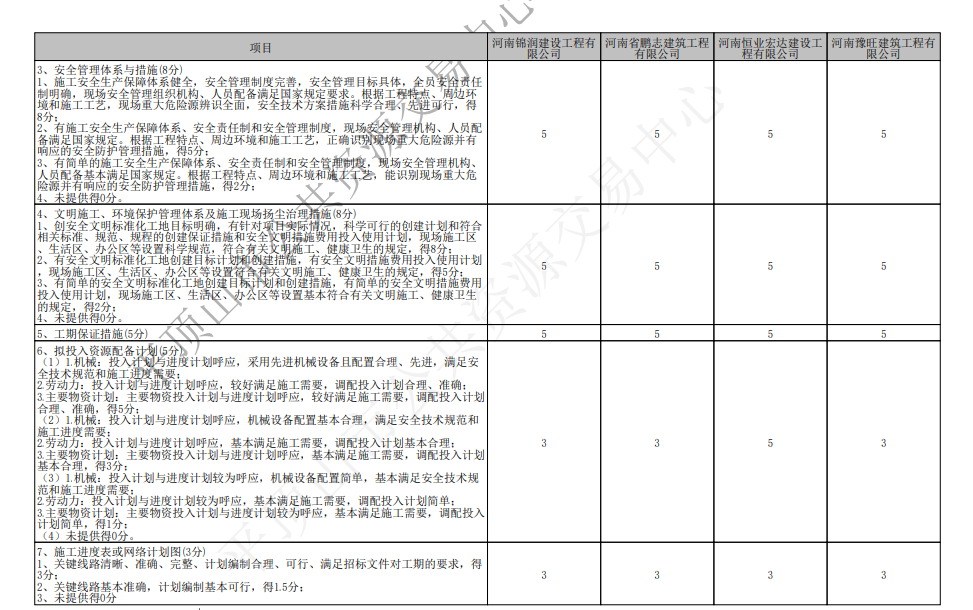 项目
河南锦润建设工程有
限公司
河南省鹏志建筑工程
有限公司
河南恒业宏达建设工
程有限公司
河南豫旺建筑工程有
限公司
3、安全管理体系与措施(8分)
1、施工安全生产保障体系健全，安全管理制度完善，安全管理目标具体，全员安全责任
制明确，现场安全管理组织机构、人员配备满足国家规定要求。根据工程特点、周边环
境和施工工艺，现场重大危险源辨识全面，安全技术方案措施科学合理、先进可行，得
8分；
2、有施工安全生产保障体系、安全责任制和安全管理制度，现场安全管理机构、人员配
备满足国家规定。根据工程特点、周边环境和施工工艺，正确识别现场重大危险源并有
响应的安全防护管理措施，得5分；
3、有简单的施工安全生产保障体系、安全责任制和安全管理制度，现场安全管理机构、
人员配备基本满足国家规定。根据工程特点、周边环境和施工工艺，能识别现场重大危
险源并有响应的安全防护管理措施，得2分；
4、未提供得0分。
5 5 5 5
4、文明施工、环境保护管理体系及施工现场扬尘治理措施(8分)
1、创安全文明标准化工地目标明确，有针对项目实际情况，科学可行的创建计划和符合
相关标准、规范、规程的创建保证措施和安全文明措施费用投入使用计划，现场施工区
、生活区、办公区等设置科学规范，符合有关文明施工、健康卫生的规定，得8分；
2、有安全文明标准化工地创建目标计划和创建措施，有安全文明措施费用投入使用计划
，现场施工区、生活区、办公区等设置符合有关文明施工、健康卫生的规定，得5分；
3、有简单的安全文明标准化工地创建目标计划和创建措施，有简单的安全文明措施费用
投入使用计划，现场施工区、生活区、办公区等设置基本符合有关文明施工、健康卫生
的规定，得2分；
4、未提供得0分。
5 5 5 5
5、工期保证措施(5分)
5 5 5 5
6、拟投入资源配备计划(5分)
（1）1.机械：投入计划与进度计划呼应，采用先进机械设备且配置合理、先进，满足安
全技术规范和施工进度需要；
2.劳动力：投入计划与进度计划呼应，较好满足施工需要，调配投入计划合理、准确；
3.主要物资计划：主要物资投入计划与进度计划呼应，较好满足施工需要，调配投入计划
合理、准确，得5分；
（2）1.机械：投入计划与进度计划呼应，机械设备配置基本合理，满足安全技术规范和
施工进度需要；
2.劳动力：投入计划与进度计划呼应，基本满足施工需要，调配投入计划基本合理；
3.主要物资计划：主要物资投入计划与进度计划呼应，基本满足施工需要，调配投入计划
基本合理，得3分；
（3）1.机械：投入计划与进度计划较为呼应，机械设备配置简单，基本满足安全技术规
范和施工进度需要；
2.劳动力：投入计划与进度计划较为呼应，基本满足施工需要，调配投入计划简单；
3.主要物资计划：主要物资投入计划与进度计划较为呼应，基本满足施工需要，调配投入
计划简单，得1分；
（4）未提供得0分。
3 3 5 3
7、施工进度表或网络计划图(3分)
1、关键线路清晰、准确、完整、计划编制合理、可行、满足招标文件对工期的要求，得
3分；
2、关键线路基本准确，计划编制基本可行，得1.5分；
3、未提供得0分
3 3 3 3
平顶山市公共资源交易中心
平顶山市公共资源交易中心